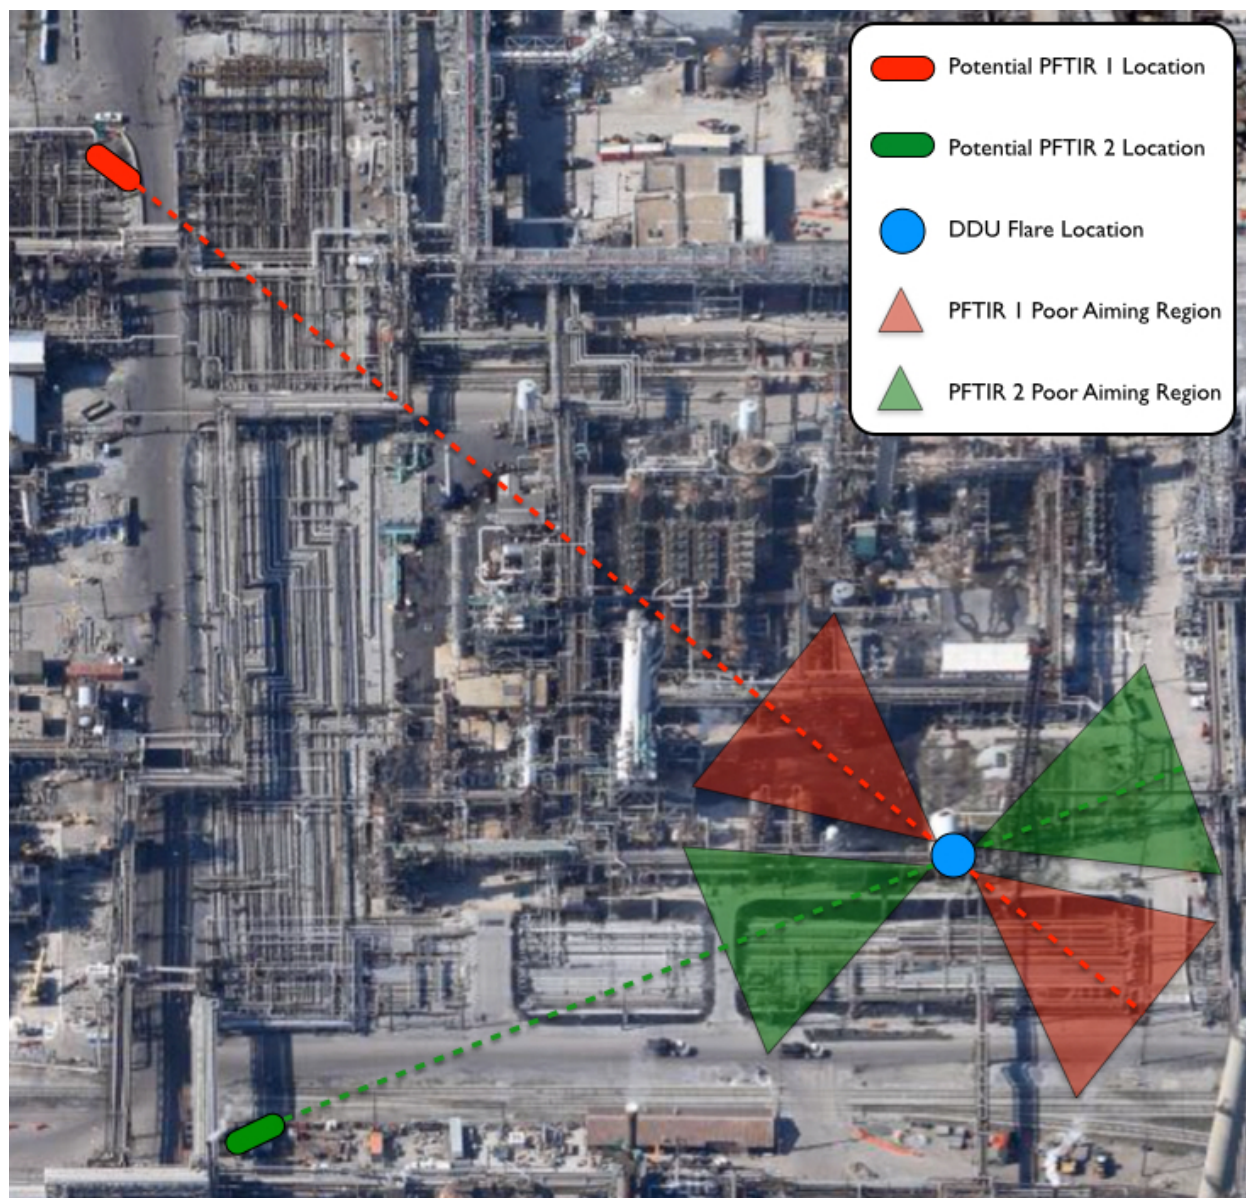 Potential PFTIR 1 Location
Potential PFTIR 2 Location
DDU Flare Location
PFTIR 1 Poor Aiming Region
PFTIR 2 Poor Aiming Region